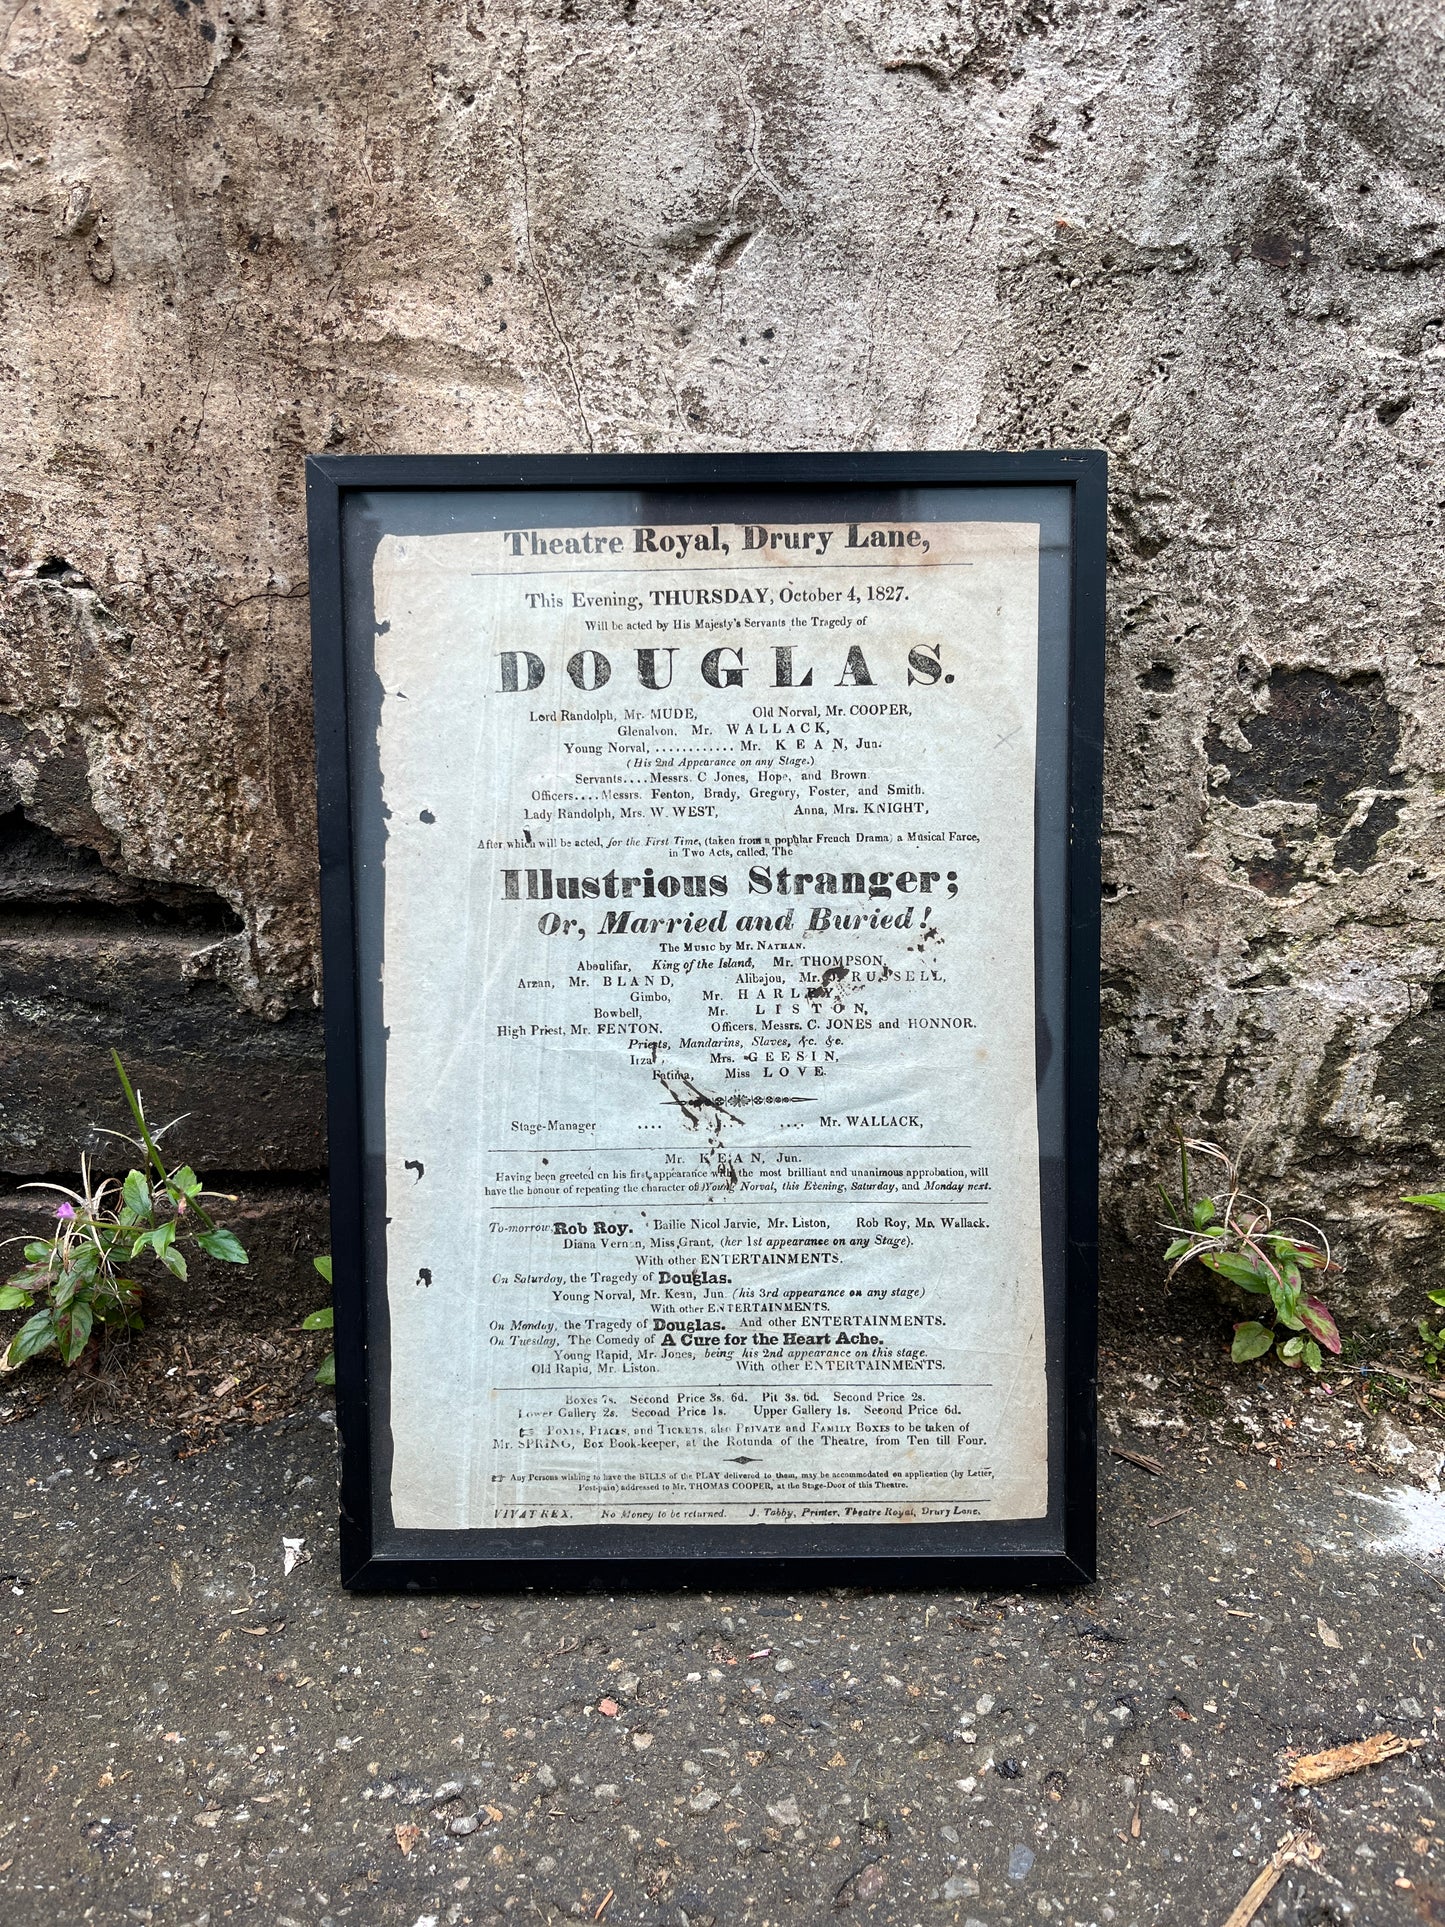 Theatre Royal, Drury Lane,
This Evening, THURSDAY, October 4, 1827.
Will be acted by His Majesty's Servants the Tragedy of
DOUGLAS.
Lord Randolph, Mr. MUDE, Old Norval, Mr. COOPER,
Glenalvon, Mr. WALLACK,
Young Norval, ............ Mr. KEAN, Jun.
(His 2nd Appearance on any Stage.)
Servants....Messrs. C Jones, Hope, and Brown.
Officers....Messrs. Fenton, Brady, Gregory, Foster, and Smith.
Lady Randolph, Mrs. W. WEST, Anna, Mrs. KNIGHT,
After which will be acted, for the First Time, (taken from a popular French Drama) a Musical Farce,
in Two Acts, called, The
Illustrious Stranger;
Or, Married and Buried!
The Music by Mr. NATHAN.
Aboulifar, King of the Island, Mr. THOMPSON,
Arzan, Mr. BLAND, Alibajou, Mr. J. RUSSELL,
Gimbo, Mr. HARLEY,
Bowbell, Mr. LISTON,
High Priest, Mr. FENTON. Officers, Messrs. C. JONES and HONNOR.
Priests, Mandarins, Slaves, &c. &c.
Irza, Mrs. GEESIN,
Fatima, Miss LOVE.
Stage-Manager .... .... Mr. WALLACK,
Mr. KEAN, Jun.
Having been greeted on his first appearance with the most brilliant and unanimous approbation, will
have the honour of repeating the character of Young Norval, this Evening, Saturday, and Monday next.
To-morrow, Rob Roy. Bailie Nicol Jarvie, Mr. Liston, Rob Roy, Mr. Wallack.
Diana Vernon, Miss Grant, (her 1st appearance on any Stage).
With other ENTERTAINMENTS.
On Saturday, the Tragedy of Douglas.
Young Norval, Mr. Kean, Jun. (his 3rd appearance on any stage)
With other ENTERTAINMENTS.
On Monday, the Tragedy of Douglas. And other ENTERTAINMENTS.
On Tuesday, The Comedy of A Cure for the Heart Ache.
Young Rapid, Mr. Jones, being his 2nd appearance on this stage.
Old Rapid, Mr. Liston. With other ENTERTAINMENTS.
Boxes 7s. Second Price 3s. 6d. Pit 3s. 6d. Second Price 2s.
Lower Gallery 2s. Second Price 1s. Upper Gallery 1s. Second Price 6d.
☞ BOXES, PLACES, and TICKETS, also PRIVATE and FAMILY BOXES to be taken of
Mr. SPRING, Box Book-keeper, at the Rotunda of the Theatre, from Ten till Four.
☞ Any Persons wishing to have the BILLS of the PLAY delivered to them, may be accommodated on application (by Letter,
Post-paid) addressed to Mr. THOMAS COOPER, at the Stage-Door of this Theatre.
VIVAT REX. No Money to be returned. J. Tabby, Printer, Theatre Royal, Drury Lane.